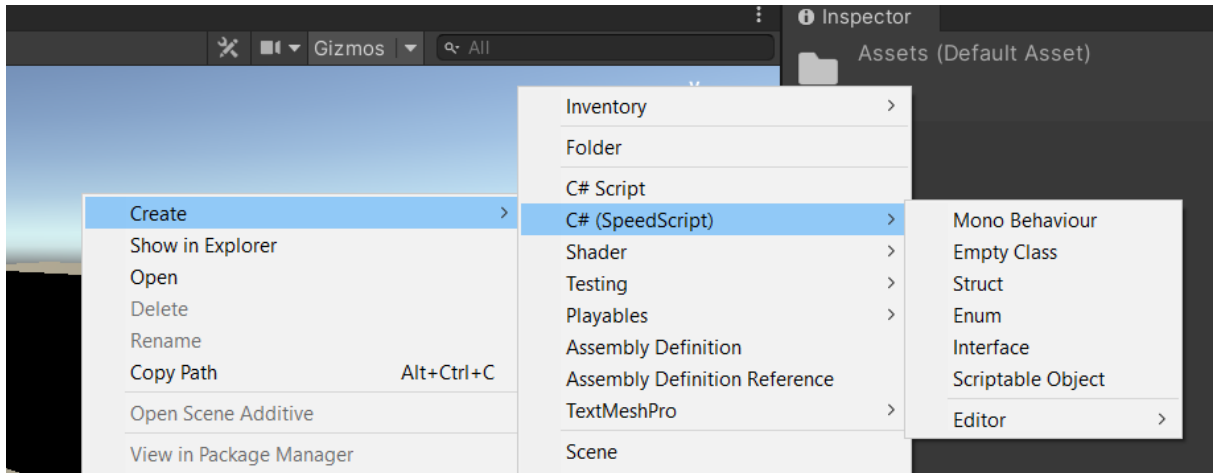 Inspector
Gizmos
All
Assets (Default Asset)
Create
Show in Explorer
Open
Delete
Rename
Copy Path Alt+Ctrl+C
Open Scene Additive
View in Package Manager
Inventory
Folder
C# Script
C# (SpeedScript)
Shader
Testing
Playables
Assembly Definition
Assembly Definition Reference
TextMeshPro
Scene
Mono Behaviour
Empty Class
Struct
Enum
Interface
Scriptable Object
Editor